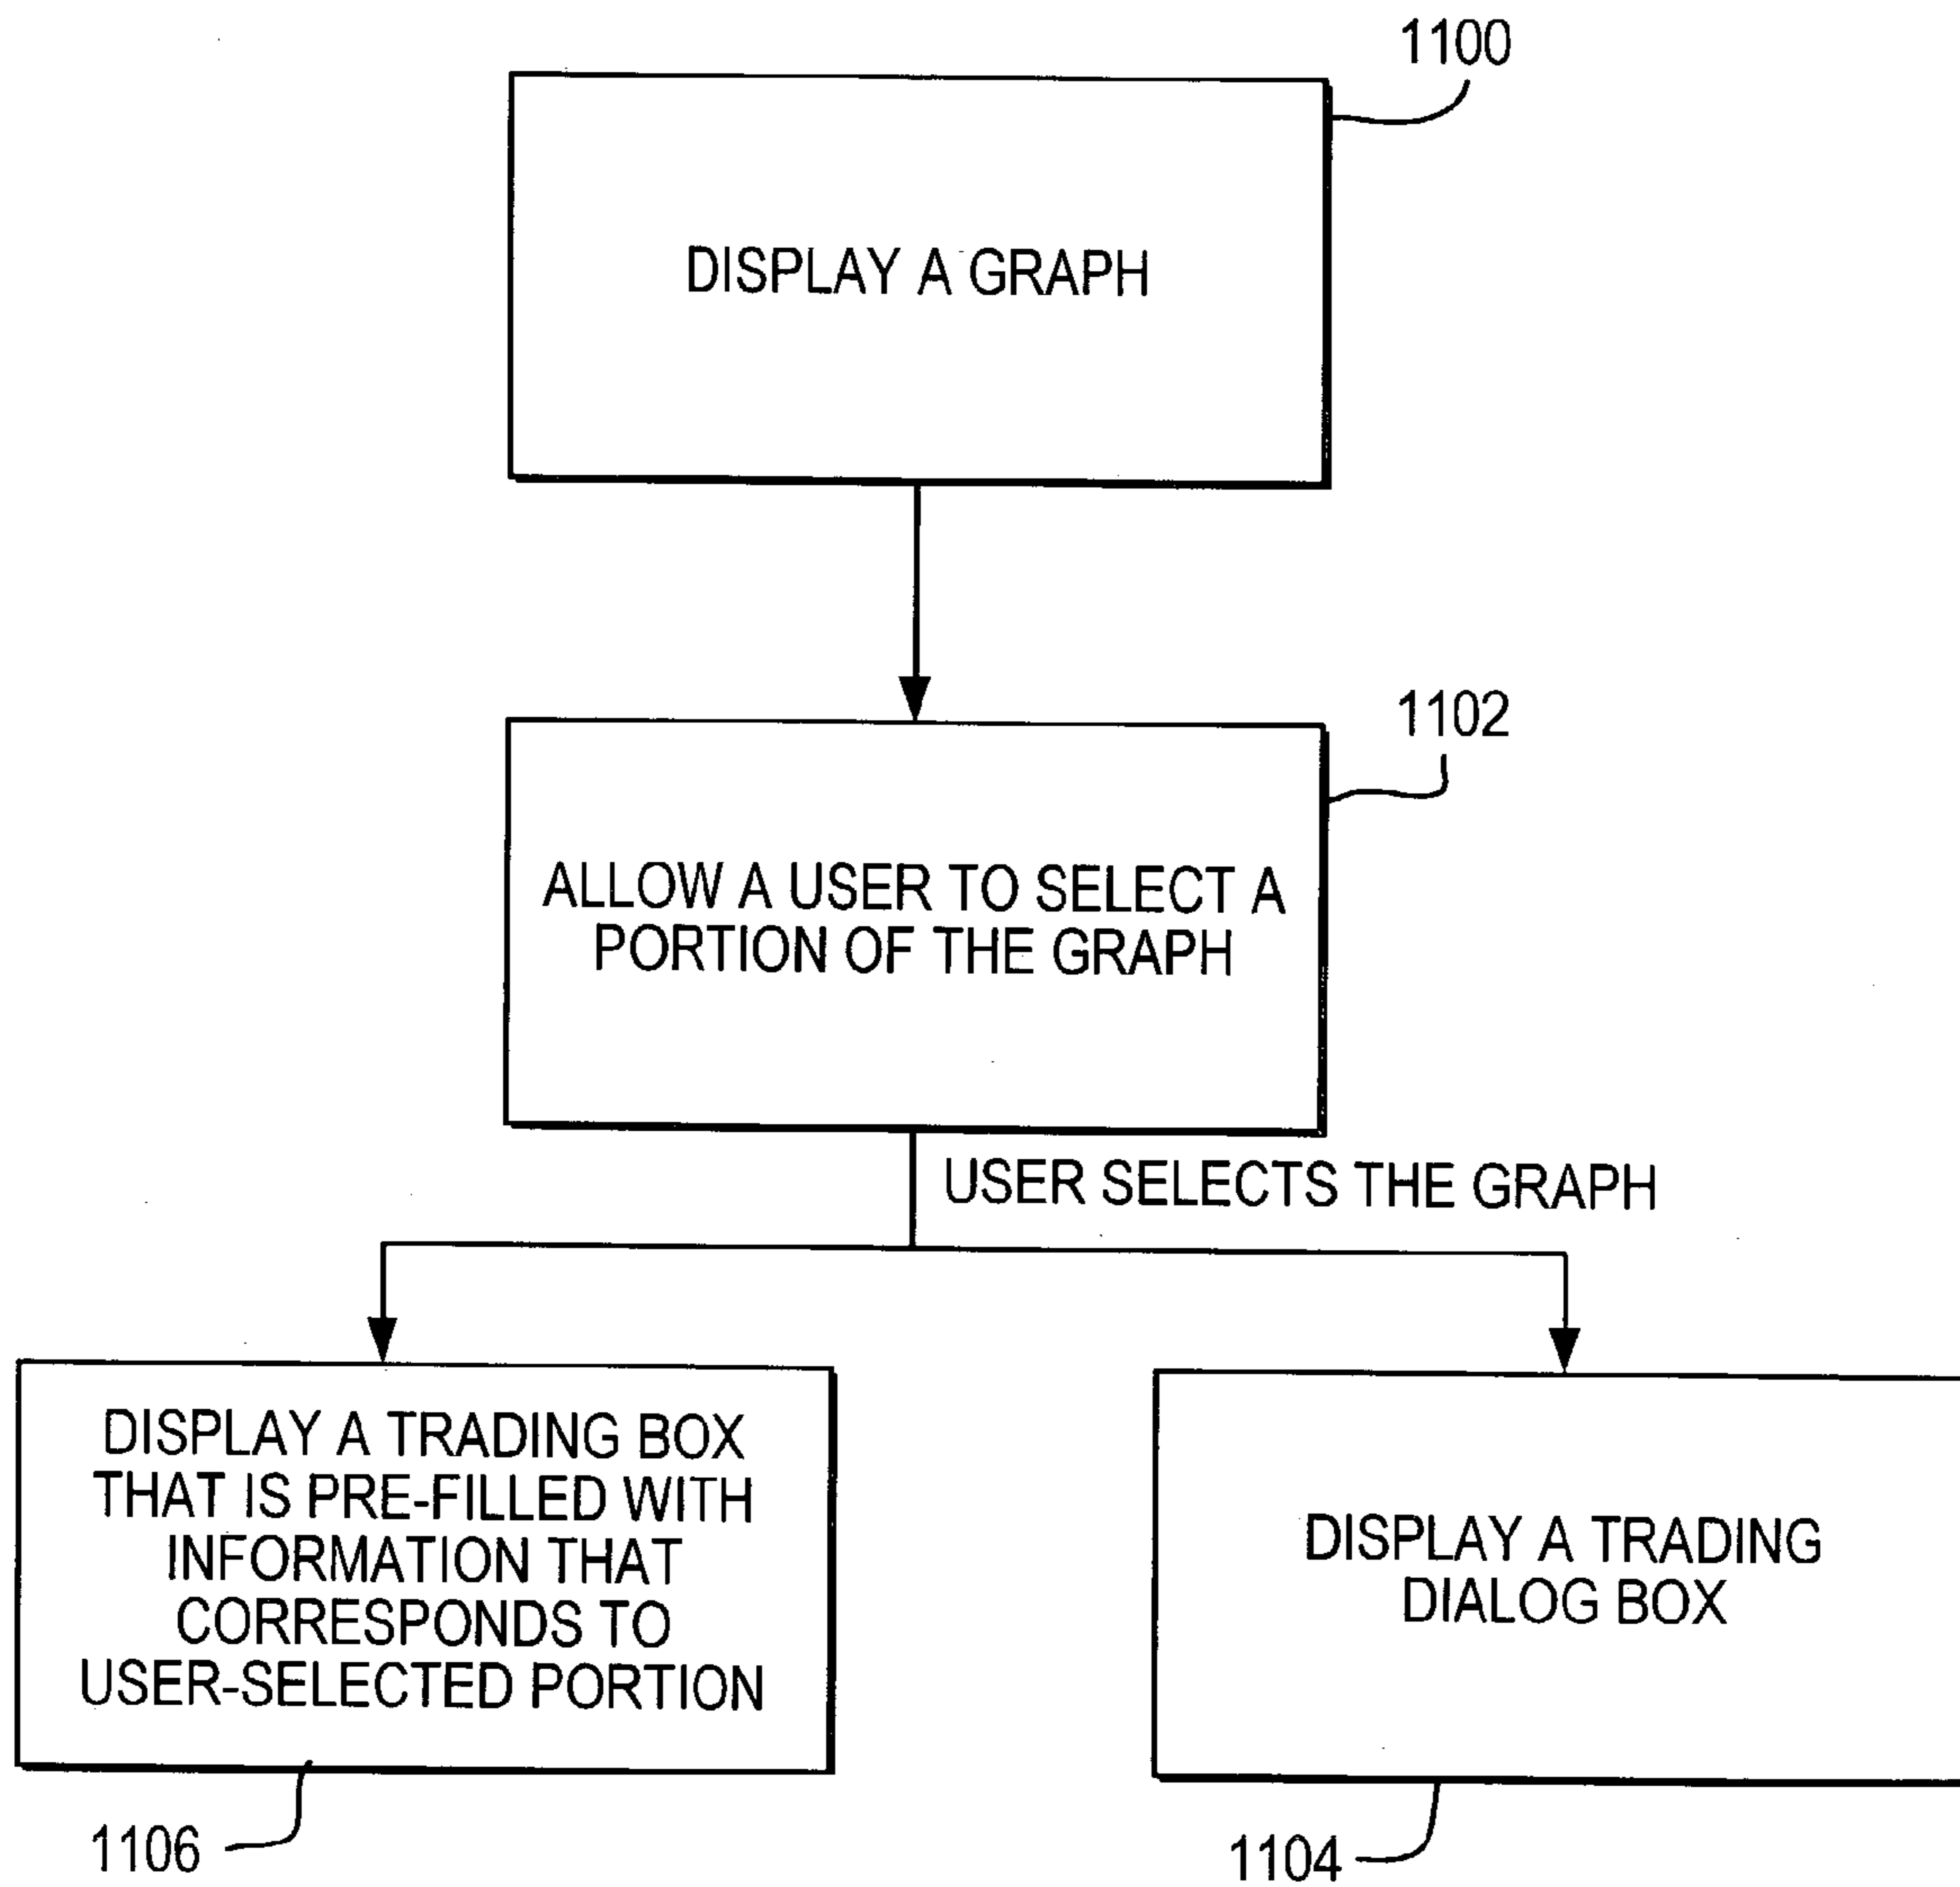 1100
DISPLAY A GRAPH
1102
ALLOW A USER TO SELECT A
PORTION OF THE GRAPH
USER SELECTS THE GRAPH
DISPLAY A TRADING BOX
THAT IS PRE-FILLED WITH
INFORMATION THAT
CORRESPONDS TO
USER-SELECTED PORTION
DISPLAY A TRADING
DIALOG BOX
1106
1104